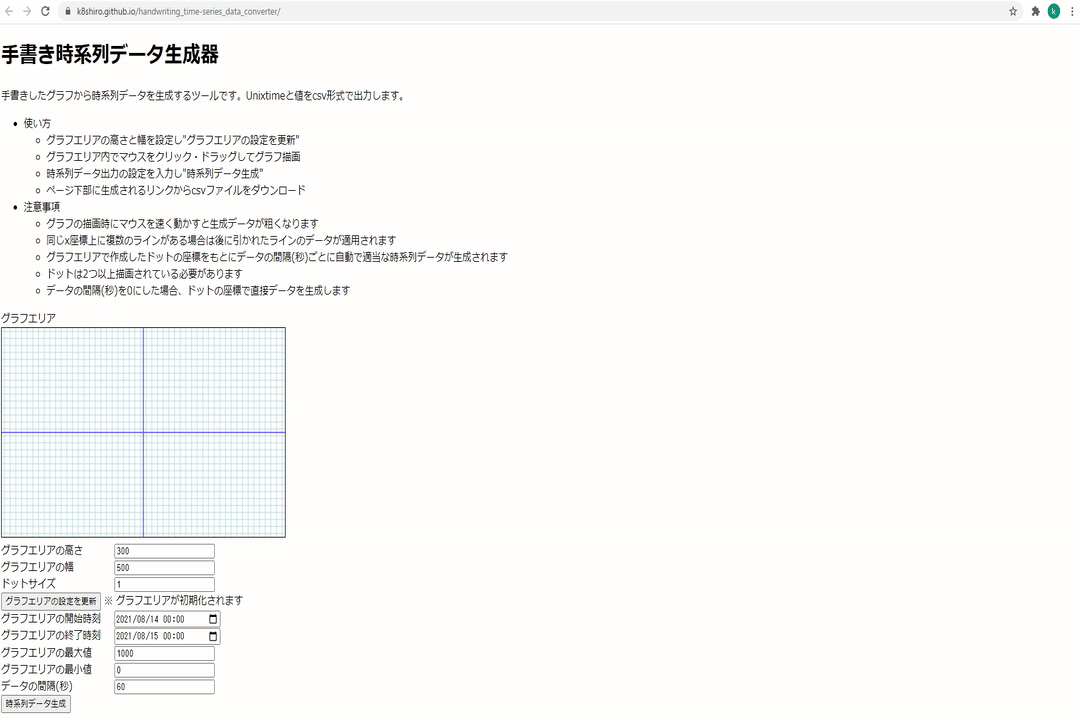 k8shiro.github.io/handwriting_time-series_data_converter/
k
手書き時系列データ生成器
手書きしたグラフから時系列データを生成するツールです。Unixtimeと値をcsv形式で出力します。
使い方
グラフエリアの高さと幅を設定し"グラフエリアの設定を更新"
グラフエリア内でマウスをクリック・ドラッグしてグラフ描画
時系列データ出力の設定を入力し"時系列データ生成"
ページ下部に生成されるリンクからcsvファイルをダウンロード
注意事項
グラフの描画時にマウスを速く動かすと生成データが粗くなります
同じx座標上に複数のラインがある場合は後に引かれたラインのデータが適用されます
グラフエリアで作成したドットの座標をもとにデータの間隔(秒)ごとに自動で適当な時系列データが生成されます
ドットは2つ以上描画されている必要があります
データの間隔(秒)を0にした場合、ドットの座標で直接データを生成します
グラフエリア
グラフエリアの高さ 300
グラフエリアの幅 500
ドットサイズ 1
グラフエリアの設定を更新 ※ グラフエリアが初期化されます
グラフエリアの開始時刻 2021/08/14 00:00
グラフエリアの終了時刻 2021/08/15 00:00
グラフエリアの最大値 1000
グラフエリアの最小値 0
データの間隔(秒) 60
時系列データ生成